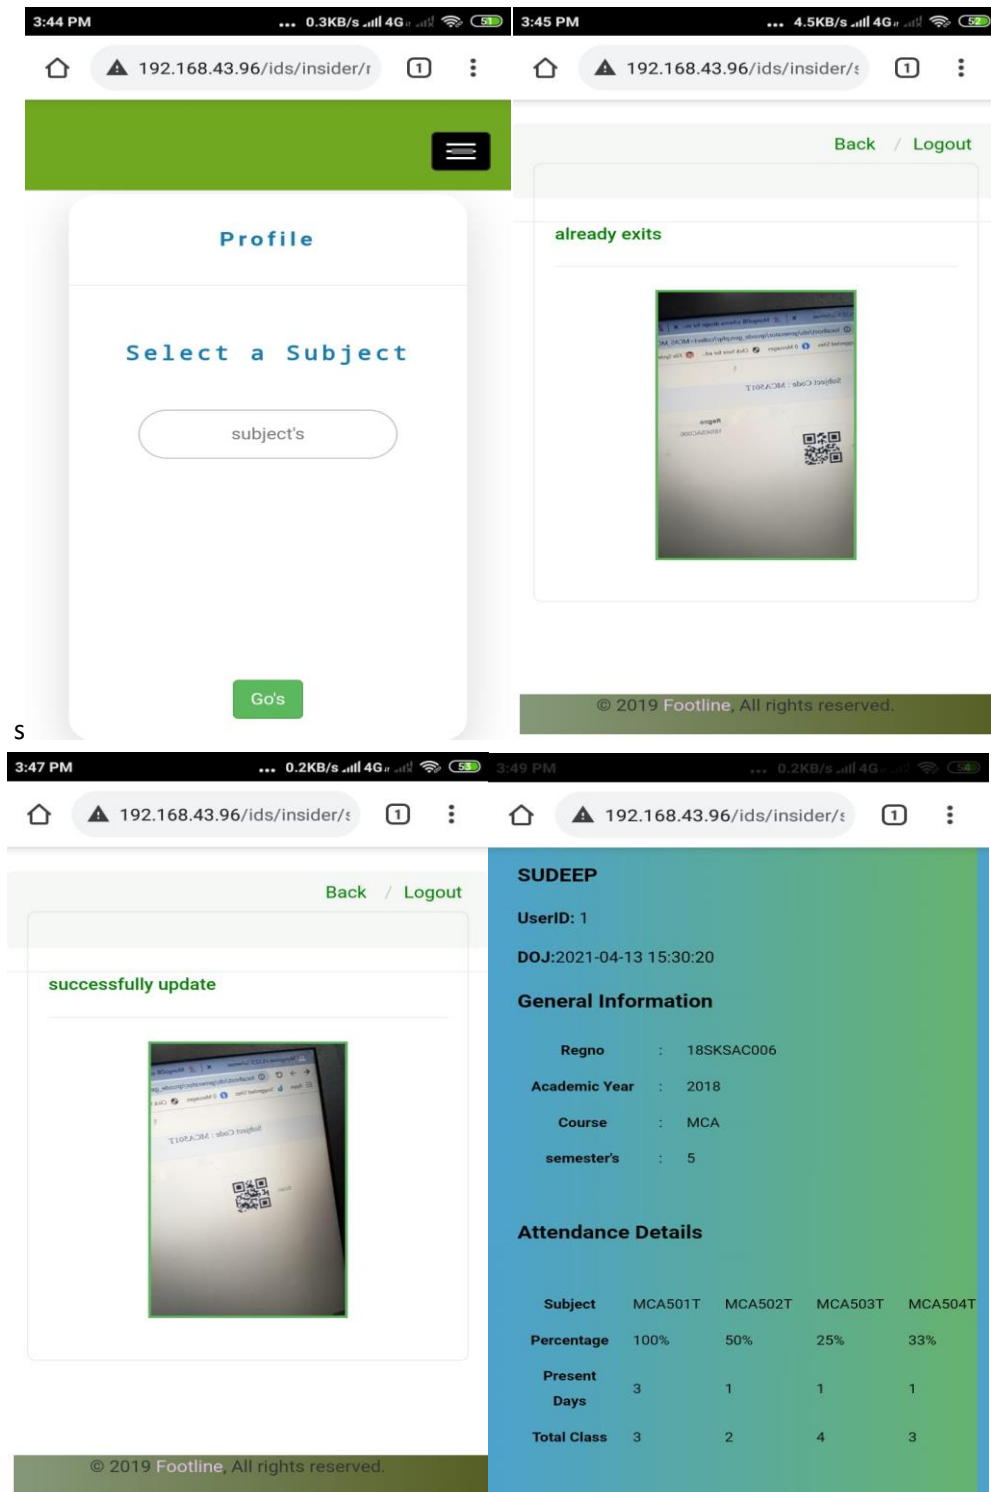 3:44 PM ... 0.3KB/s 4G 51
192.168.43.96/ids/insider/r 1
Profile
Select a Subject
subject's
Go's
s
3:45 PM ... 4.5KB/s 4G 52
192.168.43.96/ids/insider/s 1
Back / Logout
already exits
Subject Code : MCA501T
Regno
18SKSAC006
© 2019 Footline, All rights reserved.
3:47 PM ... 0.2KB/s 4G 53
192.168.43.96/ids/insider/s 1
Back / Logout
successfully update
Subject Code : MCA501T
© 2019 Footline, All rights reserved.
3:49 PM ... 0.2KB/s 4G 54
192.168.43.96/ids/insider/s 1
SUDEEP
UserID: 1
DOJ:2021-04-13 15:30:20
General Information
Regno : 18SKSAC006
Academic Year : 2018
Course : MCA
semester's : 5
Attendance Details
Subject MCA501T MCA502T MCA503T MCA504T
Percentage 100% 50% 25% 33%
Present
Days 3 1 1 1
Total Class 3 2 4 3